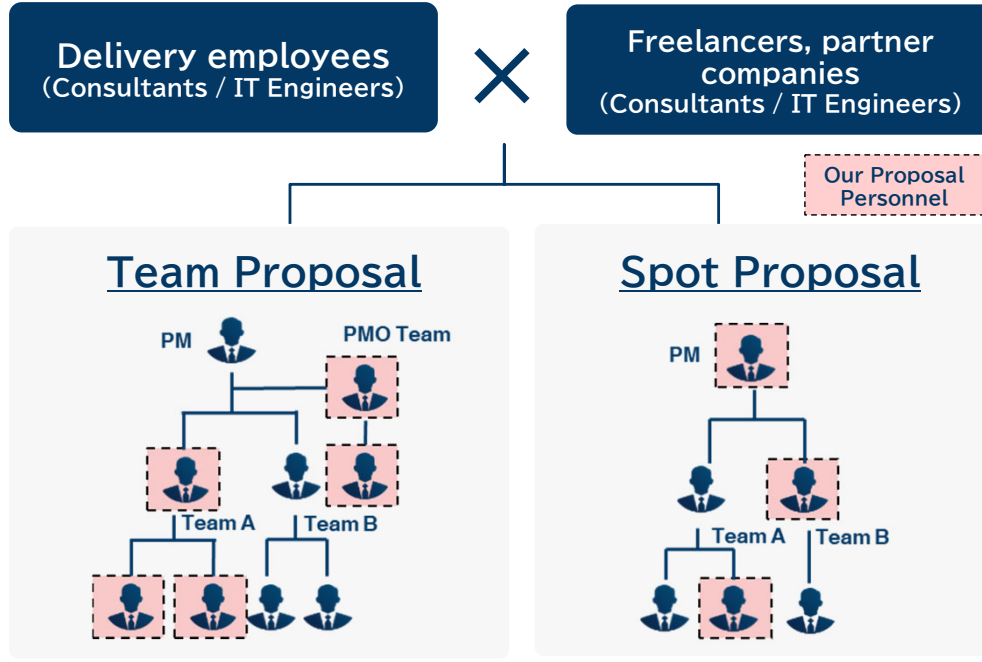 Delivery employees
(Consultants / IT Engineers)
Freelancers, partner
companies
(Consultants / IT Engineers)
Our Proposal
Personnel
Team Proposal
PM
PMO Team
Team A
Team B
Spot Proposal
PM
Team A
Team B